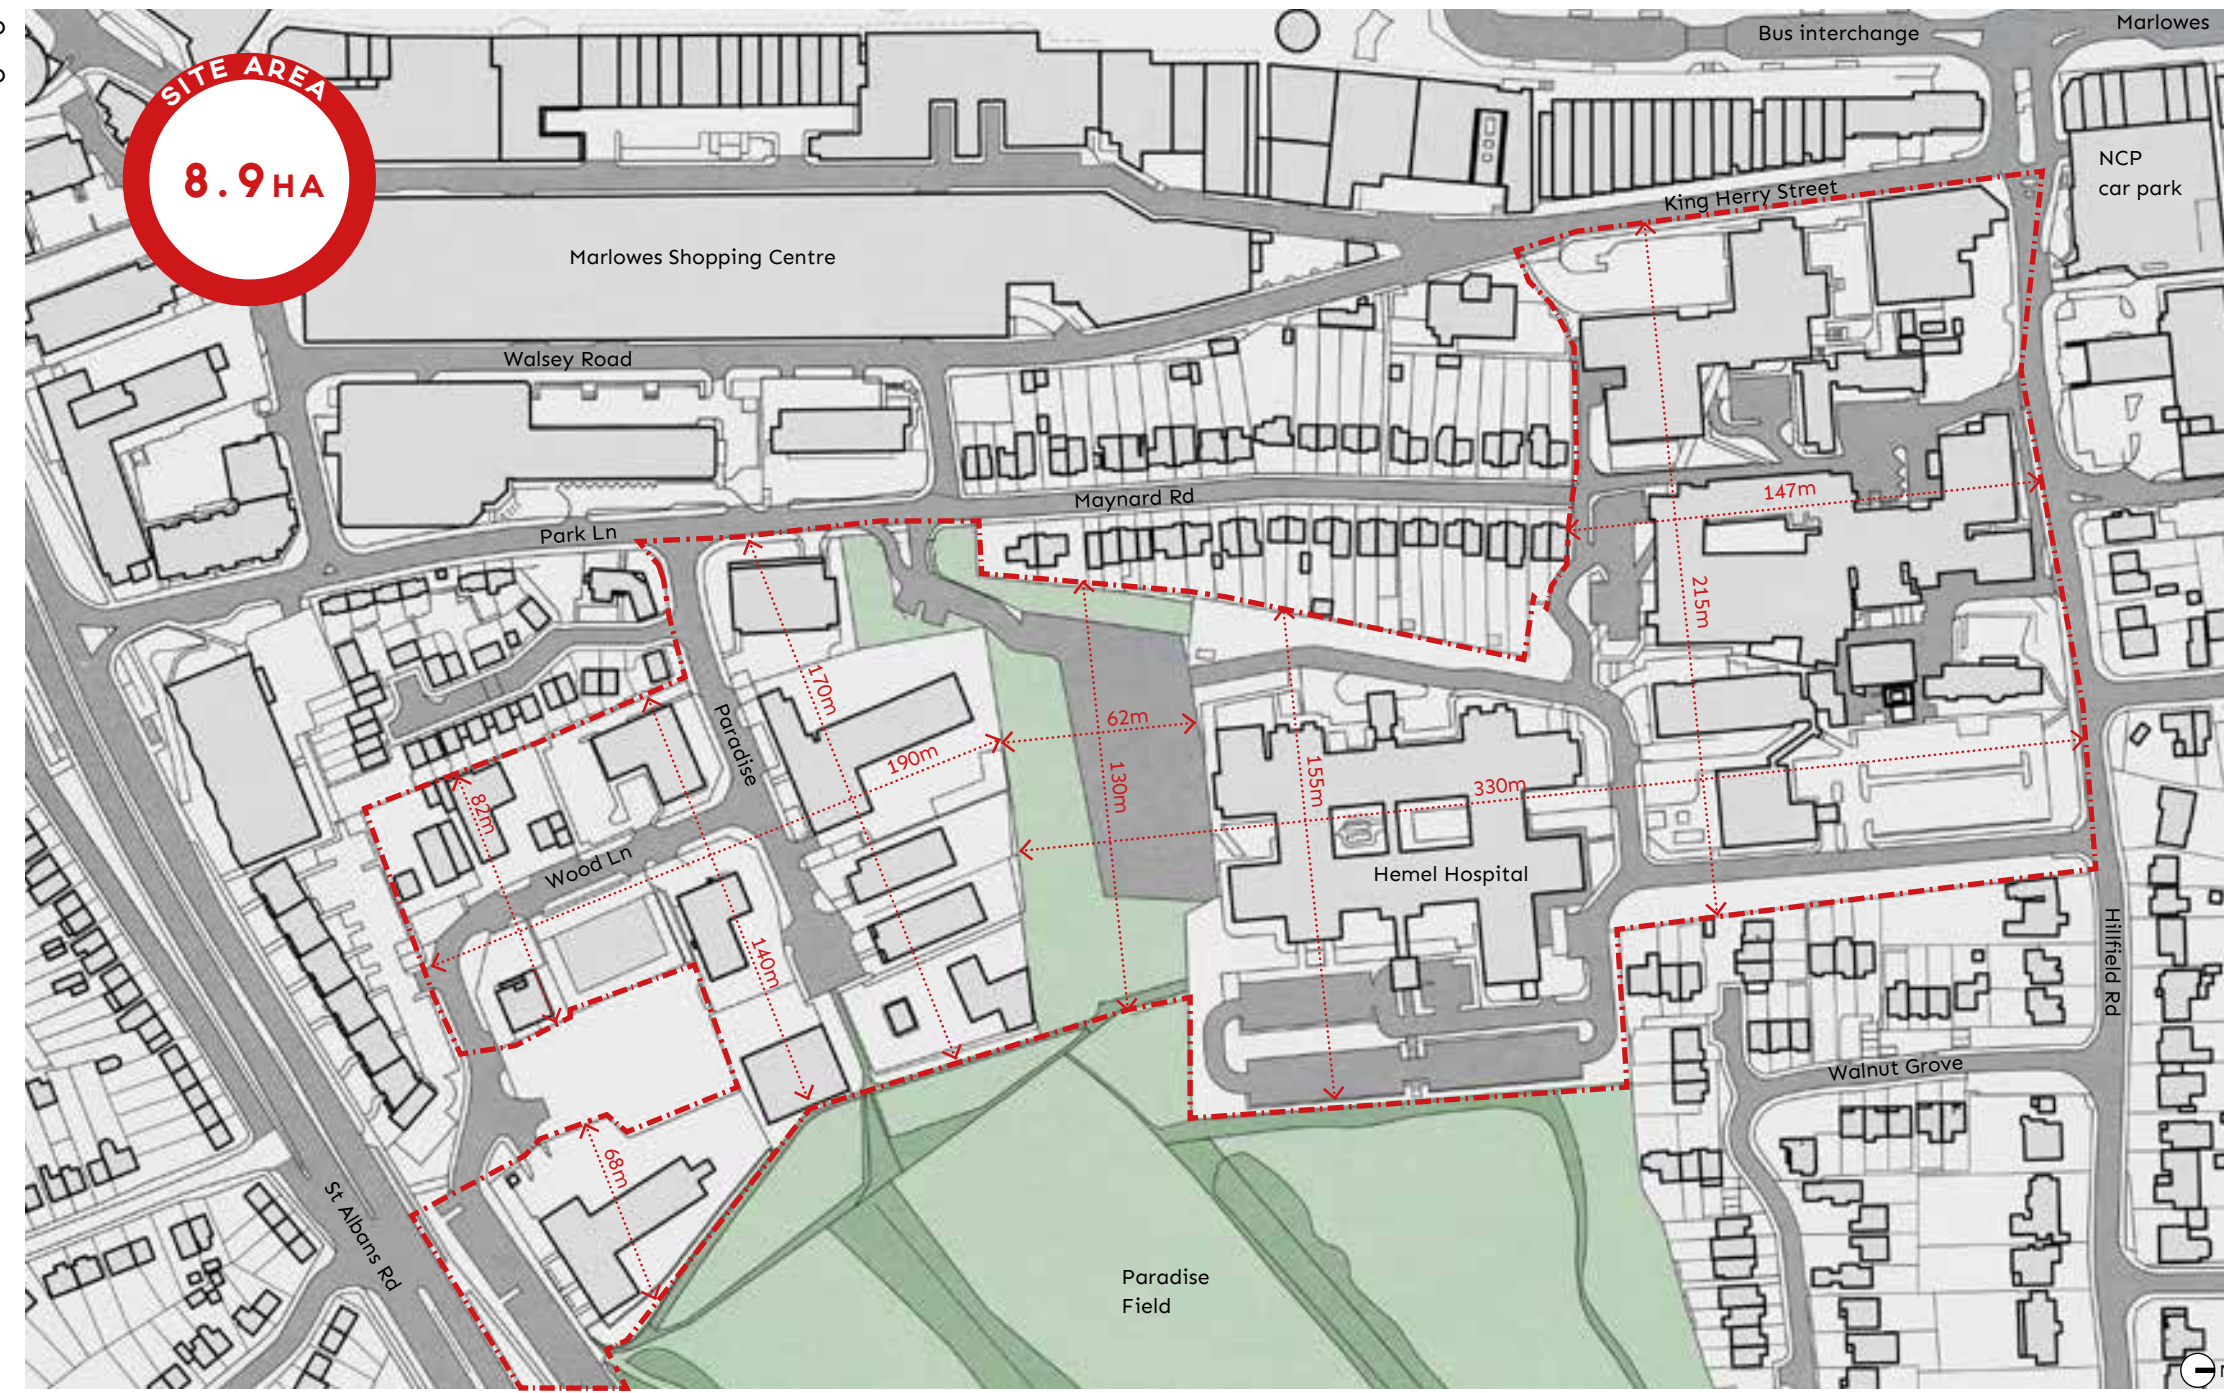 SITE AREA
8.9HA
Bus interchange
Marlowes
NCP
car park
King Herry Street
Marlowes Shopping Centre
Walsey Road
Maynard Rd
Park Ln
147m
215m
170m
Paradise
62m
190m
130m
155m
330m
82m
Wood Ln
Hemel Hospital
140m
Hillfield Rd
Walnut Grove
68m
St Albans Rd
Paradise
Field